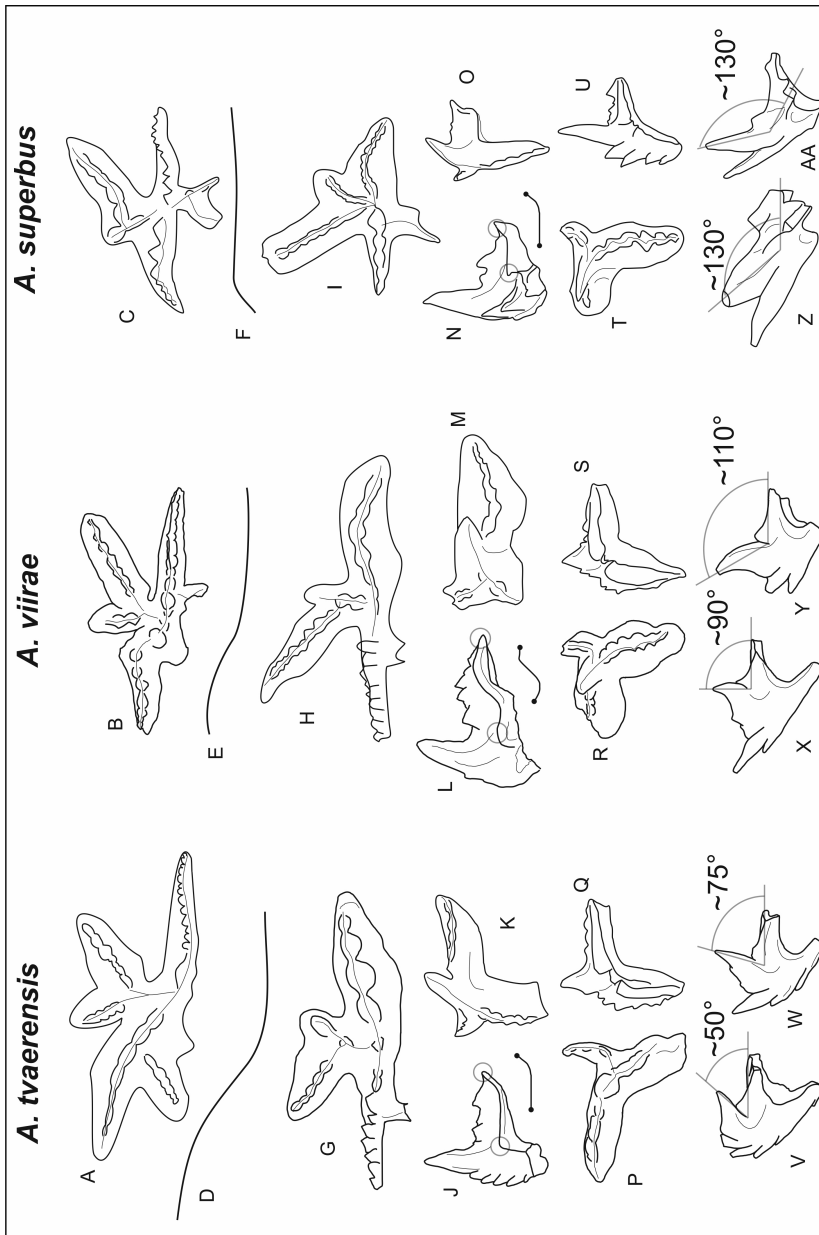 A. tvaerensis
A. viirae
A. superbus
A
B
C
D
E
F
G
H
I
J
K
L
M
N
O
P
Q
R
S
T
U
~50°
~75°
~90°
~110°
~130°
~130°
V
W
X
Y
Z
AA